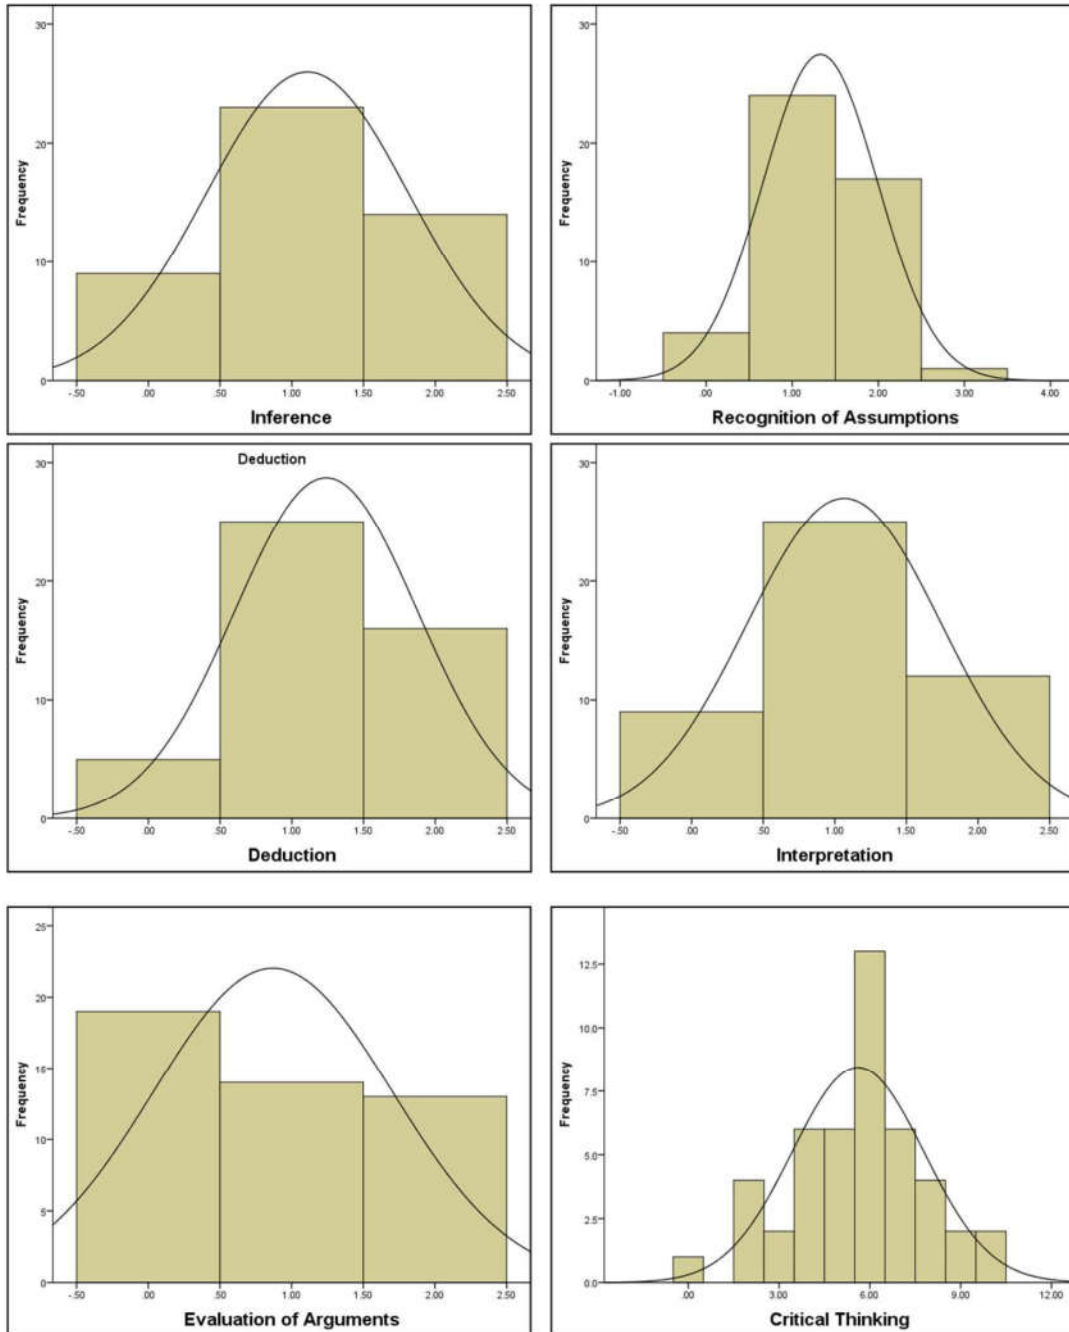 30
20
10
0
Frequency
-.50 .00 .50 1.00 1.50 2.00 2.50
Inference
30
20
10
0
Frequency
-1.00 .00 1.00 2.00 3.00 4.00
Recognition of Assumptions
Deduction
30
20
10
0
Frequency
-.50 .00 .50 1.00 1.50 2.00 2.50
Deduction
30
20
10
0
Frequency
-.50 .00 .50 1.00 1.50 2.00 2.50
Interpretation
25
20
15
10
5
0
Frequency
-.50 .00 .50 1.00 1.50 2.00 2.50
Evaluation of Arguments
12.5
10.0
7.5
5.0
2.5
0.0
Frequency
.00 3.00 6.00 9.00 12.00
Critical Thinking